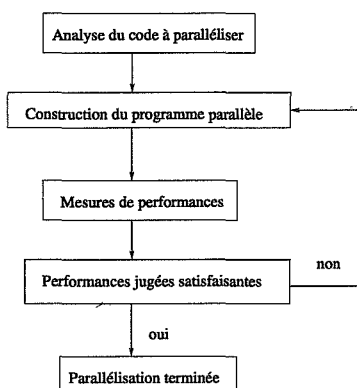 Analyse du code à paralléliser
Construction du programme parallèle
Mesures de performances
Performances jugées satisfaisantes
non
oui
Parallélisation terminée